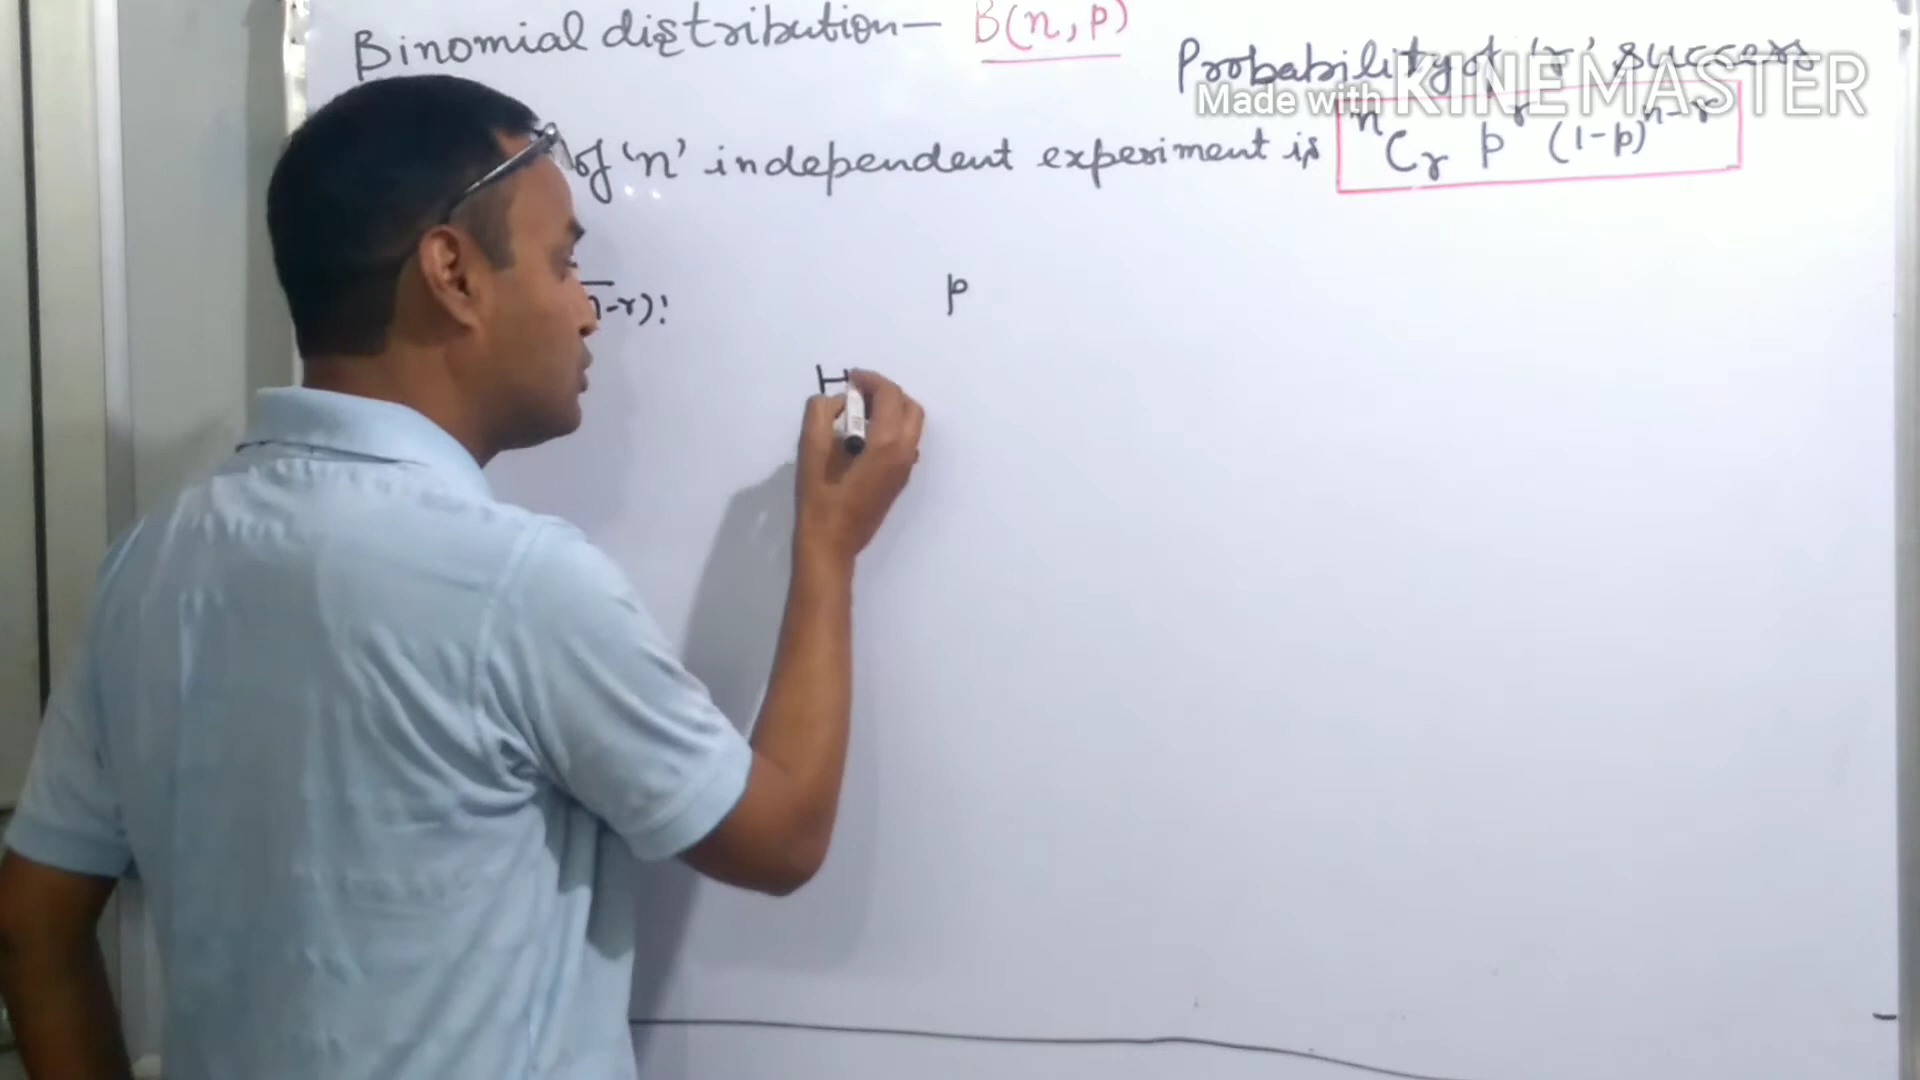 Binomial distribution— B(n, p)
Probability of 'r' success
Made with KINEMASTER
of 'n' independent experiment is ⁿCᵣ pʳ (1-p)ⁿ⁻ʳ
p
-r)!
H